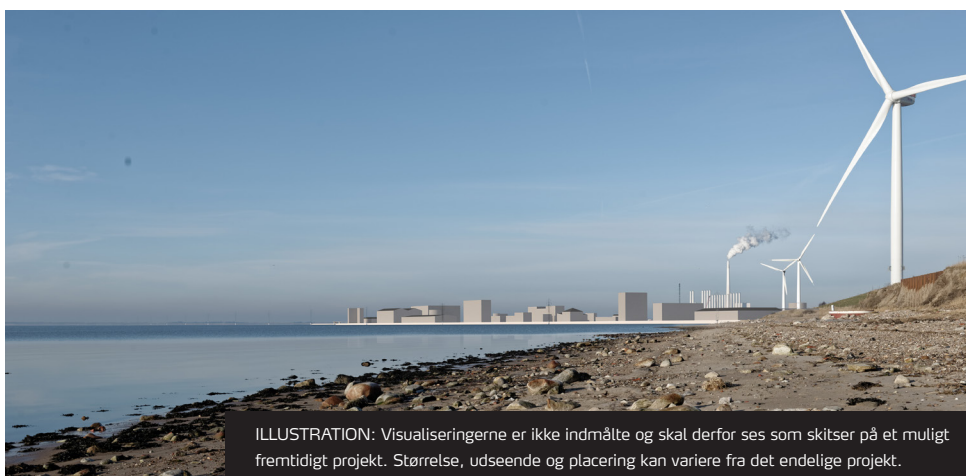 ILLUSTRATION: Visualiseringerne er ikke indmålte og skal derfor ses som skitser på et muligt
fremtidigt projekt. Størrelse, udseende og placering kan variere fra det endelige projekt.